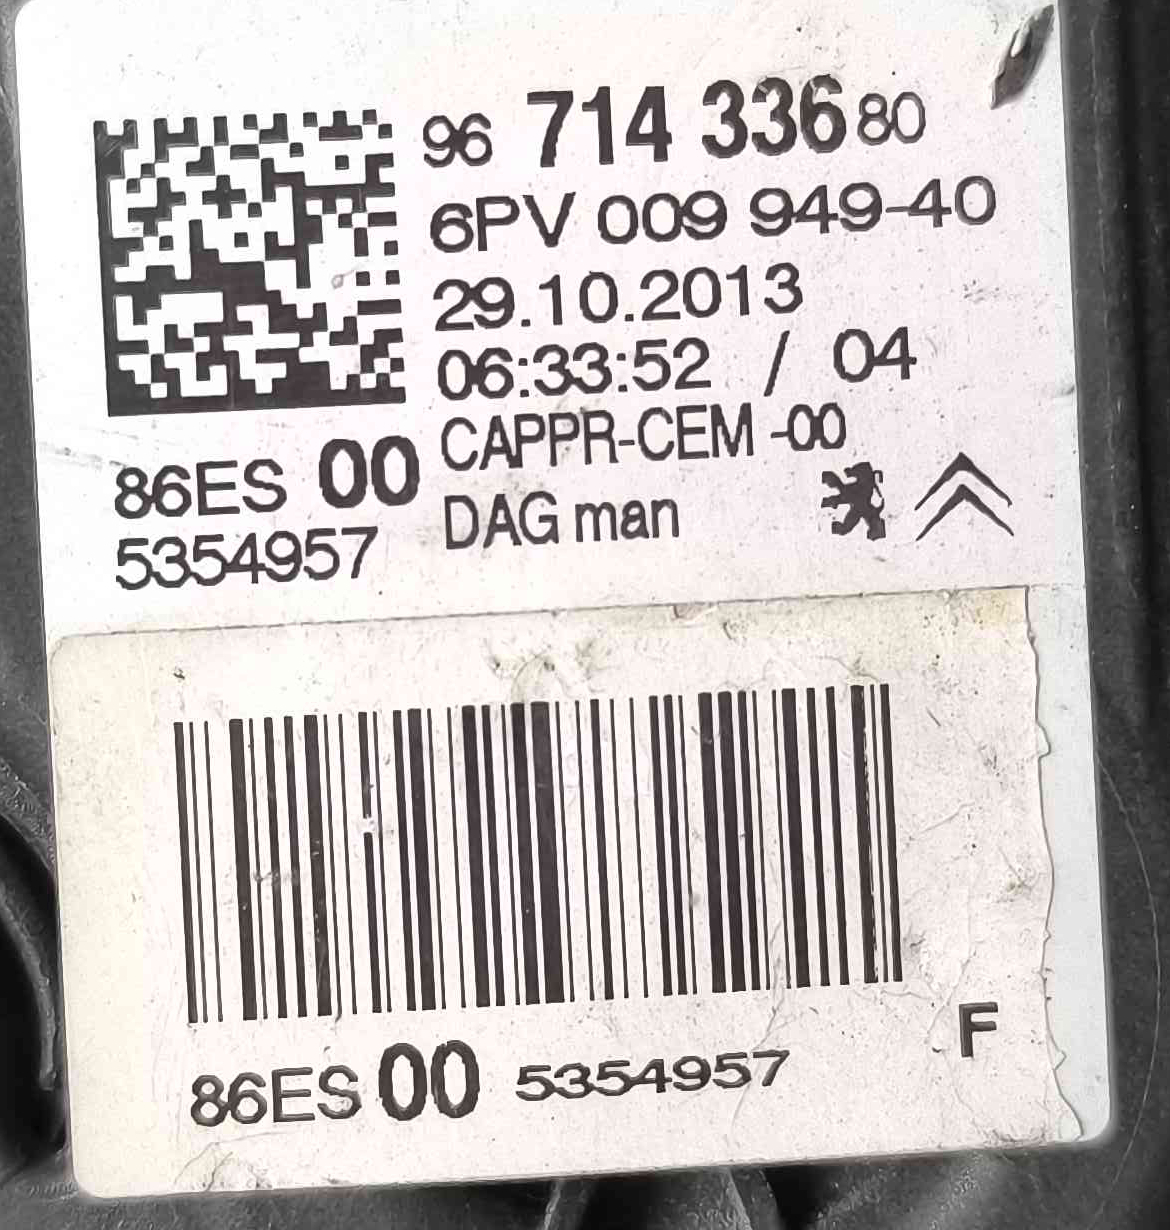 96 714 336 80
6PV 009 949-40
29.10.2013
06:33:52 / 04
CAPPR-CEM -00
86ES 00
DAG man
5354957
86ES 00 5354957
F